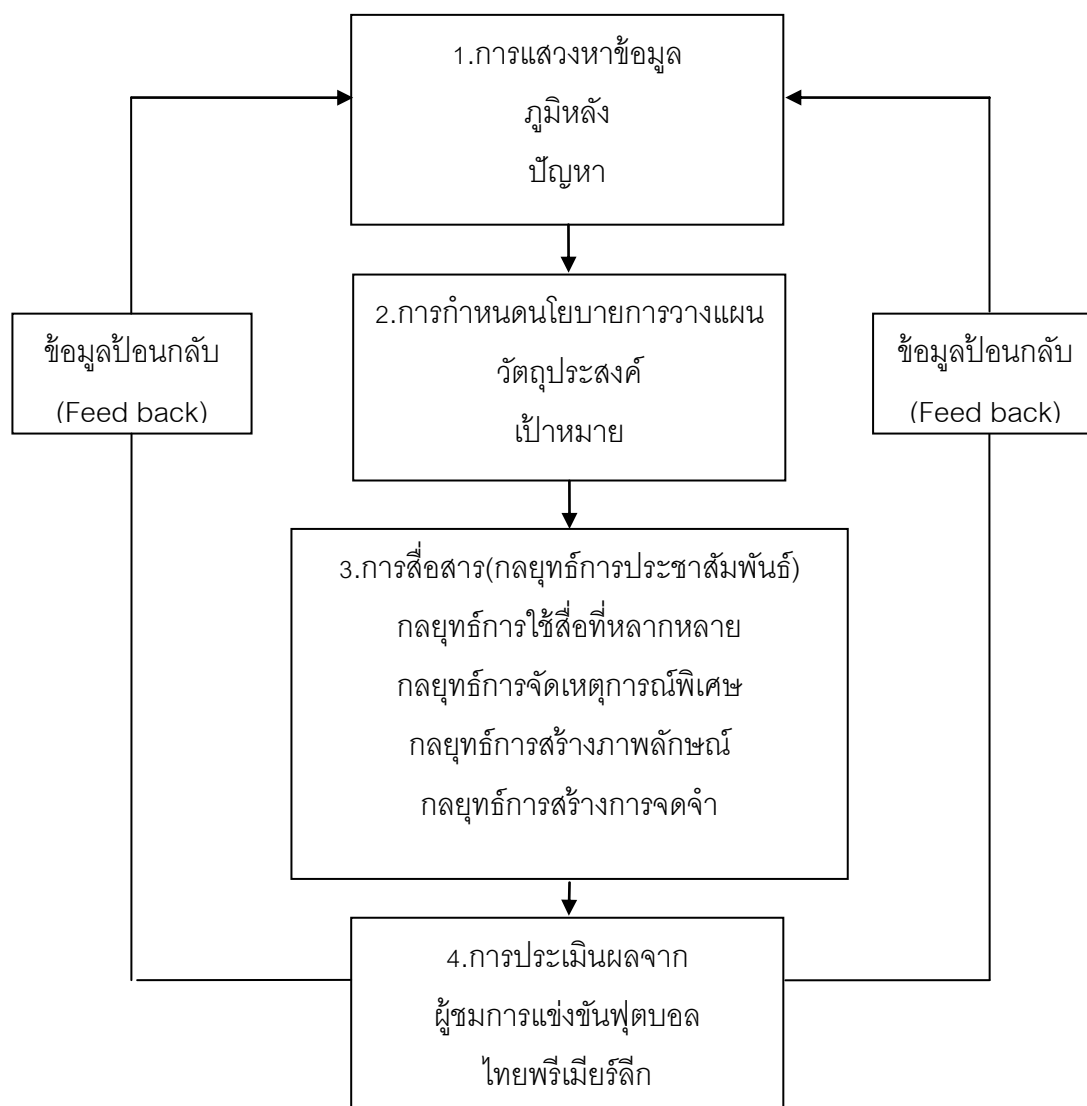 1.การแสวงหาข้อมูล
ภูมิหลัง
ปัญหา
2.การกำหนดนโยบายการวางแผน
วัตถุประสงค์
เป้าหมาย
ข้อมูลป้อนกลับ
(Feed back)
ข้อมูลป้อนกลับ
(Feed back)
3.การสื่อสาร(กลยุทธ์การประชาสัมพันธ์)
กลยุทธ์การใช้สื่อที่หลากหลาย
กลยุทธ์การจัดเหตุการณ์พิเศษ
กลยุทธ์การสร้างภาพลักษณ์
กลยุทธ์การสร้างการจดจำ
4.การประเมินผลจาก
ผู้ชมการแข่งขันฟุตบอล
ไทยพรีเมียร์ลีก